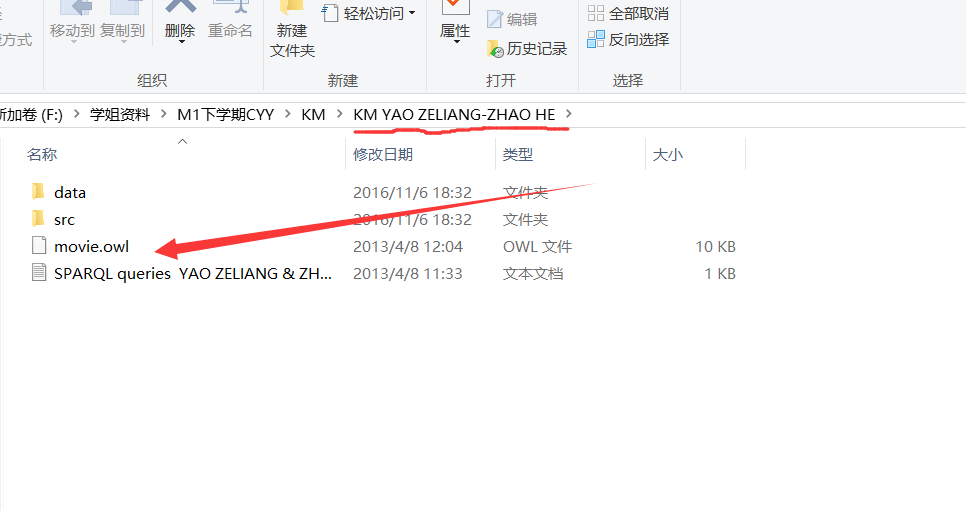 移动到 复制到 删除 重命名 新建 轻松访问 属性 编辑 全部取消
方式 文件夹 历史记录 反向选择
组织 新建 打开 选择
新加卷 (F:) 学姐资料 M1下学期CYY KM KM YAO ZELIANG-ZHAO HE
名称 修改日期 类型 大小
data 2016/11/6 18:32 文件夹
src 2016/11/6 18:32 文件夹
movie.owl 2013/4/8 12:04 OWL 文件 10 KB
SPARQL queries YAO ZELIANG & ZH... 2013/4/8 11:33 文本文档 1 KB